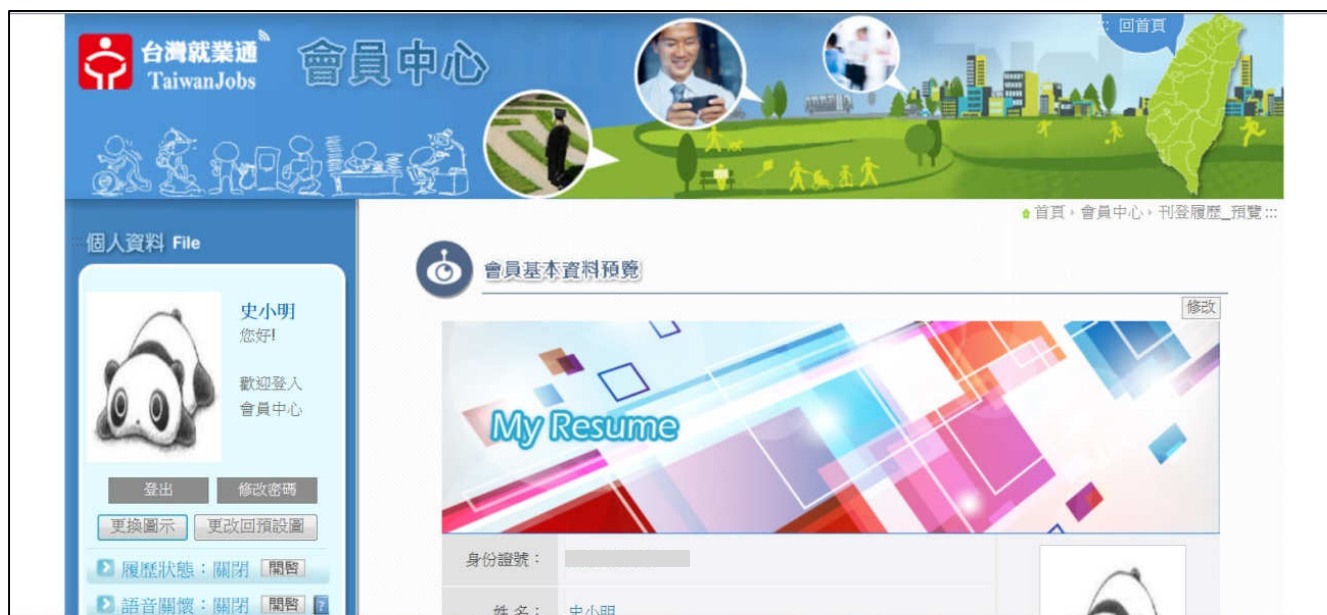 台灣就業通
TaiwanJobs
會員中心
::: 回首頁
首頁 › 會員中心 › 刊登履歷_預覽 :::
個人資料 File
史小明
您好!
歡迎登入
會員中心
登出
修改密碼
更換圖示
更改回預設圖
履歷狀態：關閉 開啓
語音關懷：關閉 開啓 ?
會員基本資料預覽
修改
My Resume
身份證號：
姓 名： 史小明